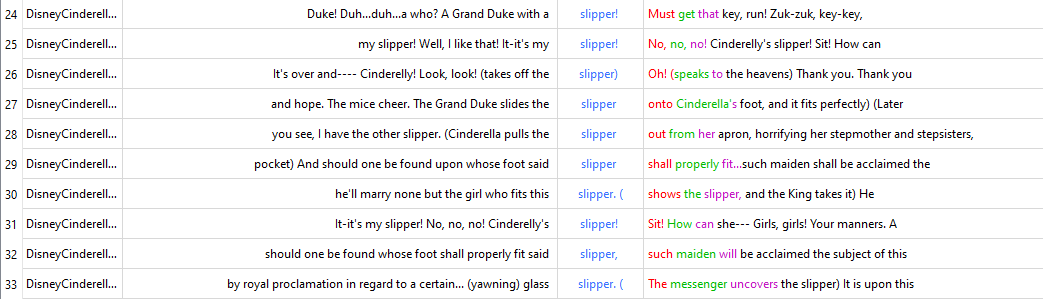 24 DisneyCinderell... Duke! Duh...duh...a who? A Grand Duke with a slipper! Must get that key, run! Zuk-zuk, key-key,
25 DisneyCinderell... my slipper! Well, I like that! It-it's my slipper! No, no, no! Cinderelly's slipper! Sit! How can
26 DisneyCinderell... It's over and---- Cinderelly! Look, look! (takes off the slipper) Oh! (speaks to the heavens) Thank you. Thank you
27 DisneyCinderell... and hope. The mice cheer. The Grand Duke slides the slipper onto Cinderella's foot, and it fits perfectly) (Later
28 DisneyCinderell... you see, I have the other slipper. (Cinderella pulls the slipper out from her apron, horrifying her stepmother and stepsisters,
29 DisneyCinderell... pocket) And should one be found upon whose foot said slipper shall properly fit...such maiden shall be acclaimed the
30 DisneyCinderell... he'll marry none but the girl who fits this slipper. ( shows the slipper, and the King takes it) He
31 DisneyCinderell... It-it's my slipper! No, no, no! Cinderelly's slipper! Sit! How can she--- Girls, girls! Your manners. A
32 DisneyCinderell... should one be found whose foot shall properly fit said slipper, such maiden will be acclaimed the subject of this
33 DisneyCinderell... by royal proclamation in regard to a certain... (yawning) glass slipper. ( The messenger uncovers the slipper) It is upon this